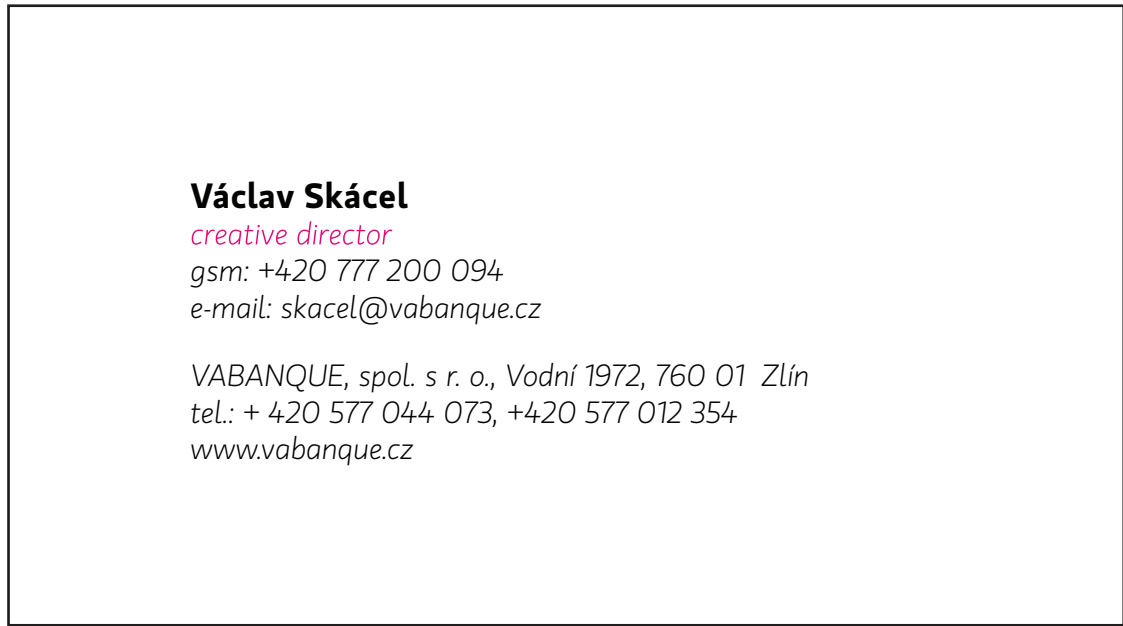 Václav Skácel
creative director
gsm: +420 777 200 094
e-mail: skacel@vabanque.cz
VABANQUE, spol. s r. o., Vodní 1972, 760 01  Zlín
tel.: + 420 577 044 073, +420 577 012 354
www.vabanque.cz